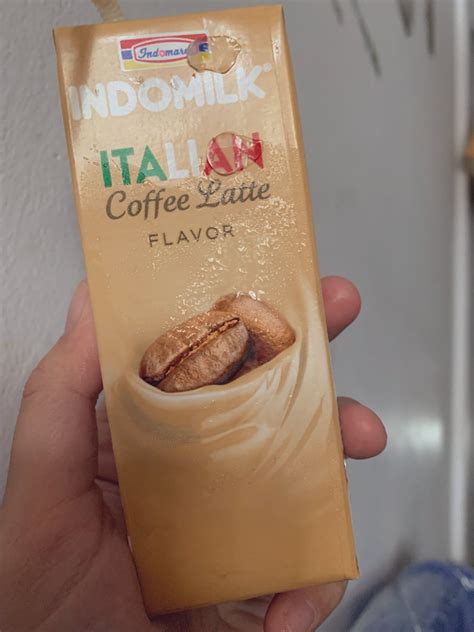 INDOMILK
ITALIAN
Coffee Latte
FLAVOR